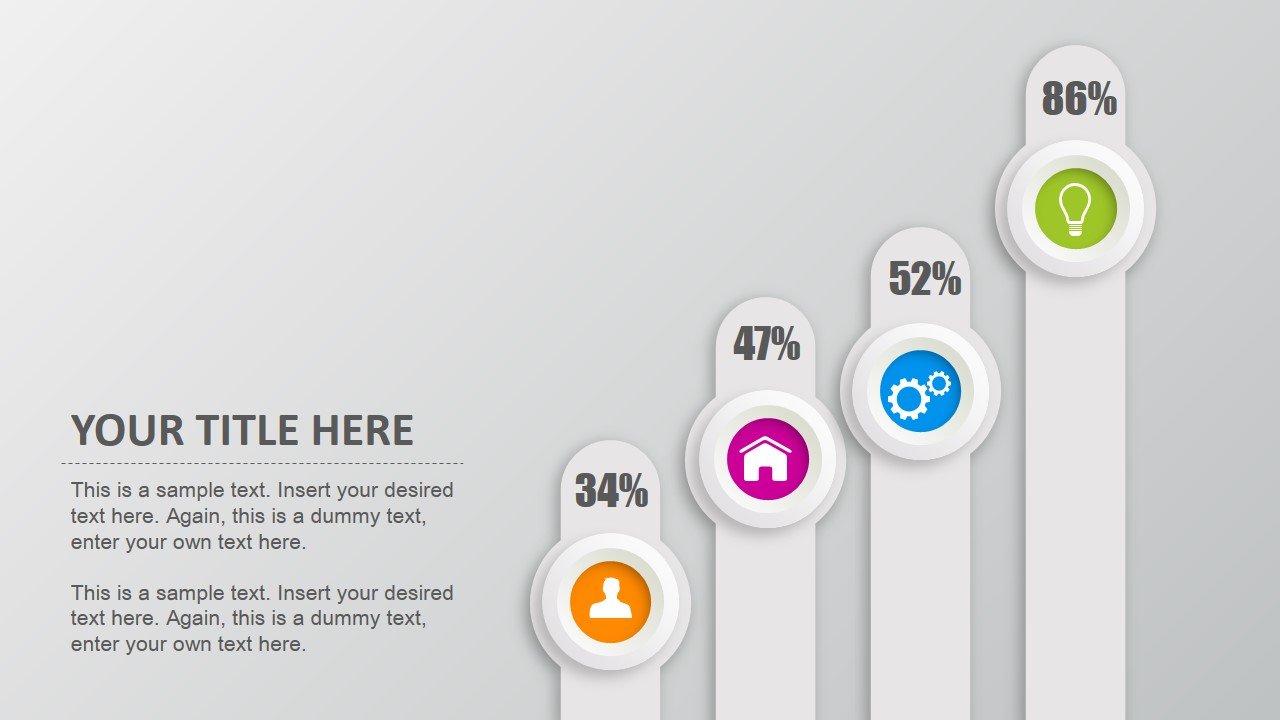 86%
52%
47%
34%
YOUR TITLE HERE
This is a sample text. Insert your desired
text here. Again, this is a dummy text,
enter your own text here.
This is a sample text. Insert your desired
text here. Again, this is a dummy text,
enter your own text here.